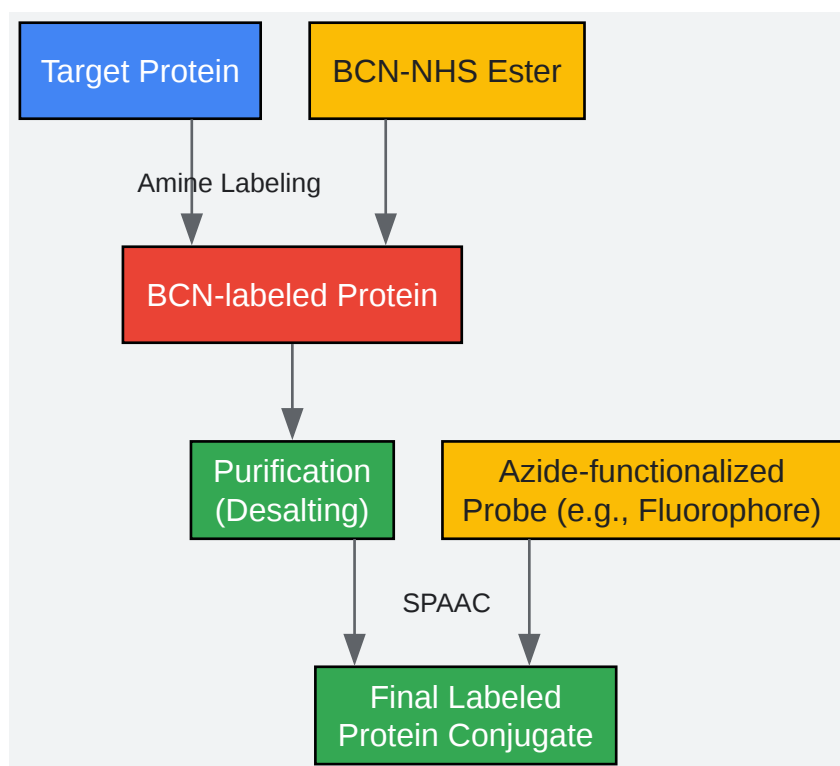 Target Protein
BCN-NHS Ester
Amine Labeling
BCN-labeled Protein
Purification
(Desalting)
Azide-functionalized
Probe (e.g., Fluorophore)
SPAAC
Final Labeled
Protein Conjugate